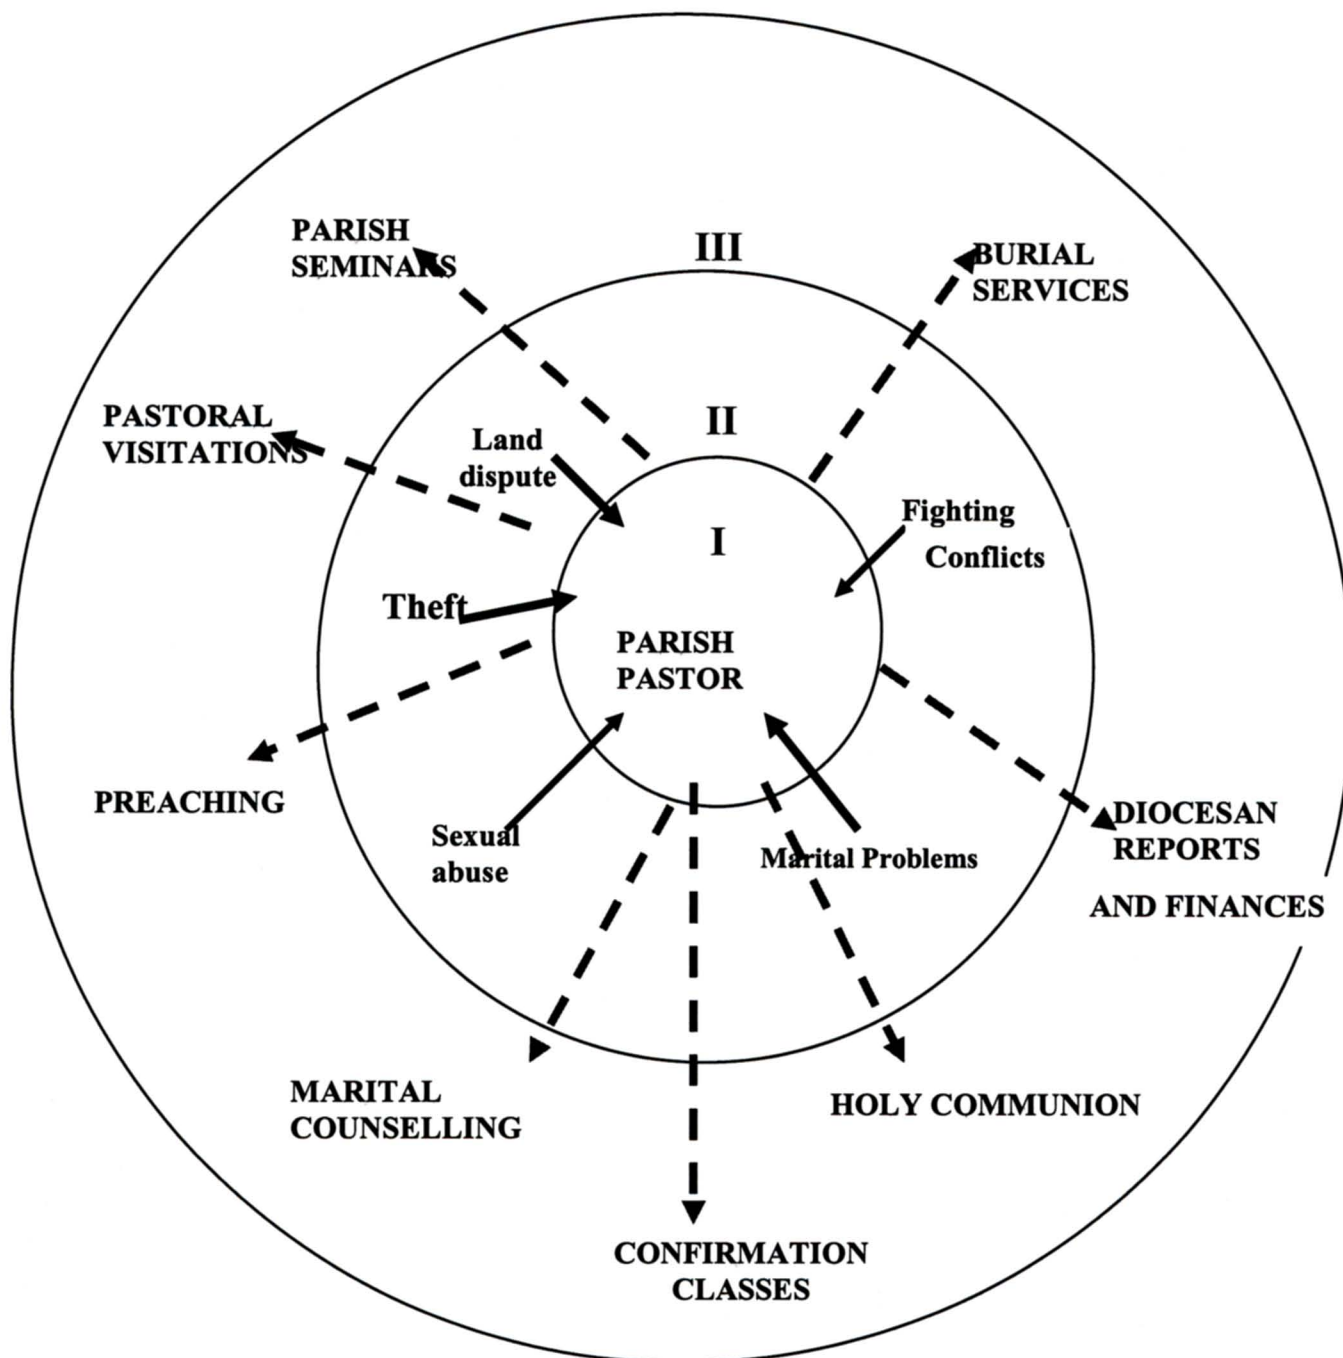 PARISH
SEMINARS
III
BURIAL
SERVICES
PASTORAL
VISITATIONS
II
Land
dispute
I
Fighting
Conflicts
Theft
PARISH
PASTOR
PREACHING
Sexual
abuse
Marital Problems
DIOCESAN
REPORTS
AND FINANCES
MARITAL
COUNSELLING
HOLY COMMUNION
CONFIRMATION
CLASSES